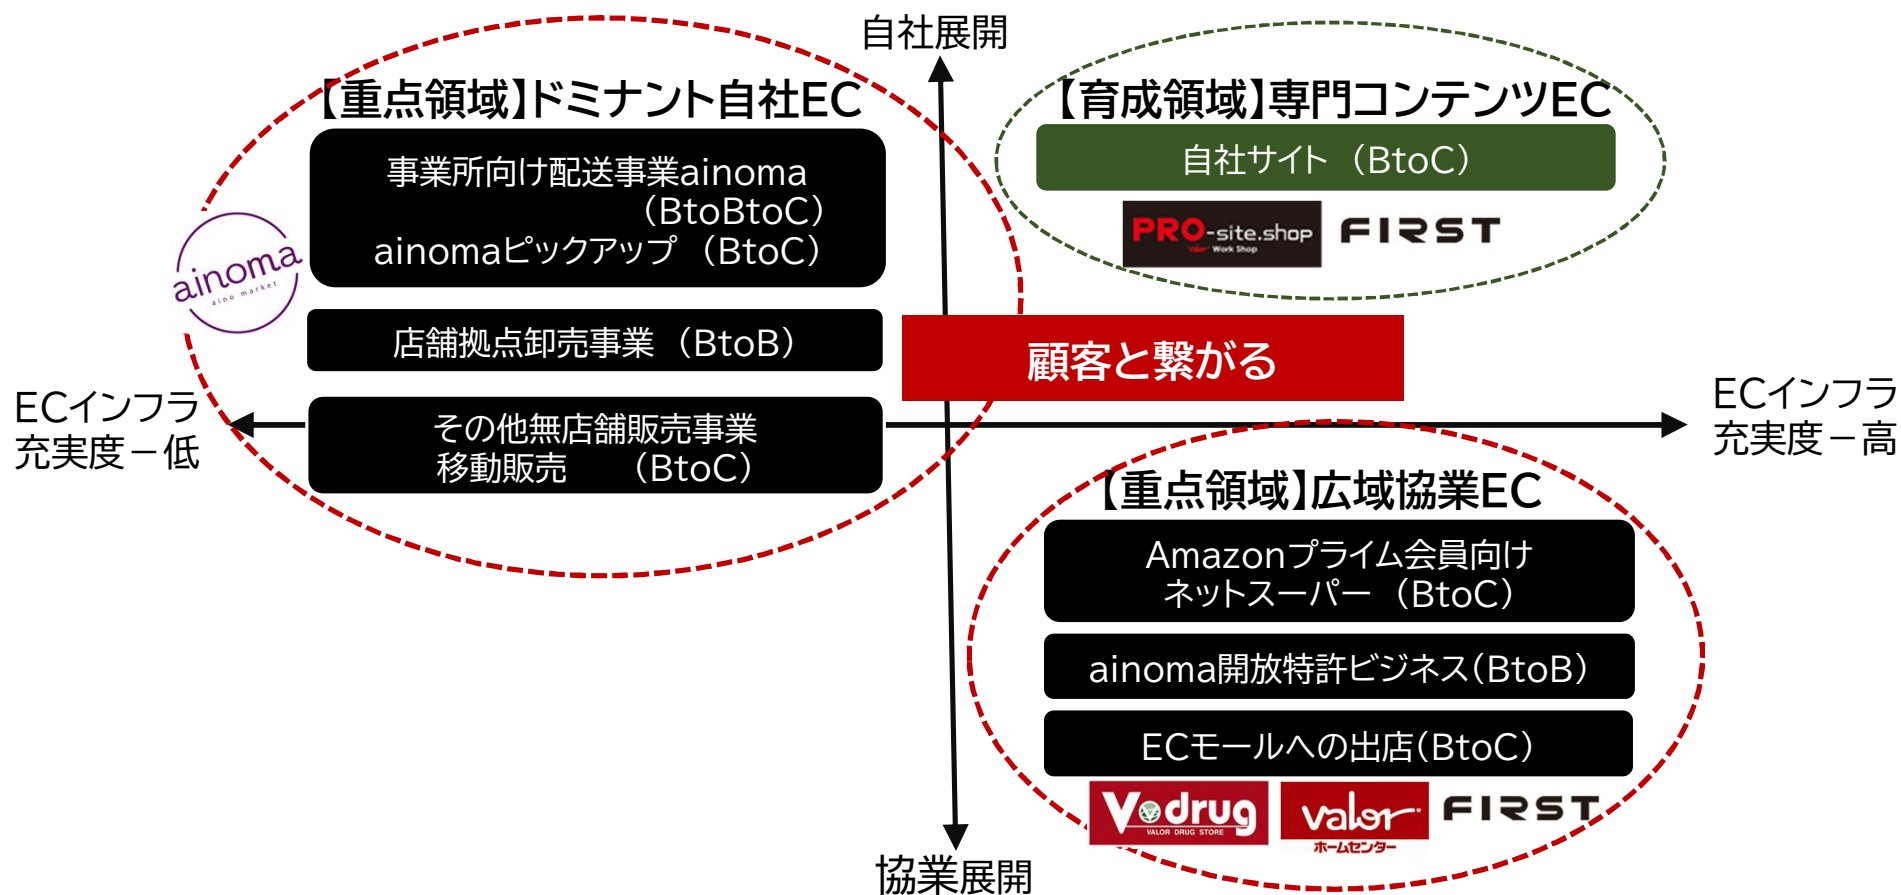 自社展開
【重点領域】ドミナント自社EC
事業所向け配送事業ainoma
（BtoBtoC）
ainomaピックアップ （BtoC）
ainoma
aino market
店舗拠点卸売事業 （BtoB）
その他無店舗販売事業
移動販売 （BtoC）
ECインフラ
充実度－低
【育成領域】専門コンテンツEC
自社サイト （BtoC）
PRO-site.shop
Valor Work Shop
FIRST
顧客と繋がる
ECインフラ
充実度－高
【重点領域】広域協業EC
Amazonプライム会員向け
ネットスーパー （BtoC）
ainoma開放特許ビジネス（BtoB）
ECモールへの出店（BtoC）
V♥drug
VALOR DRUG STORE
valor
ホームセンター
FIRST
協業展開